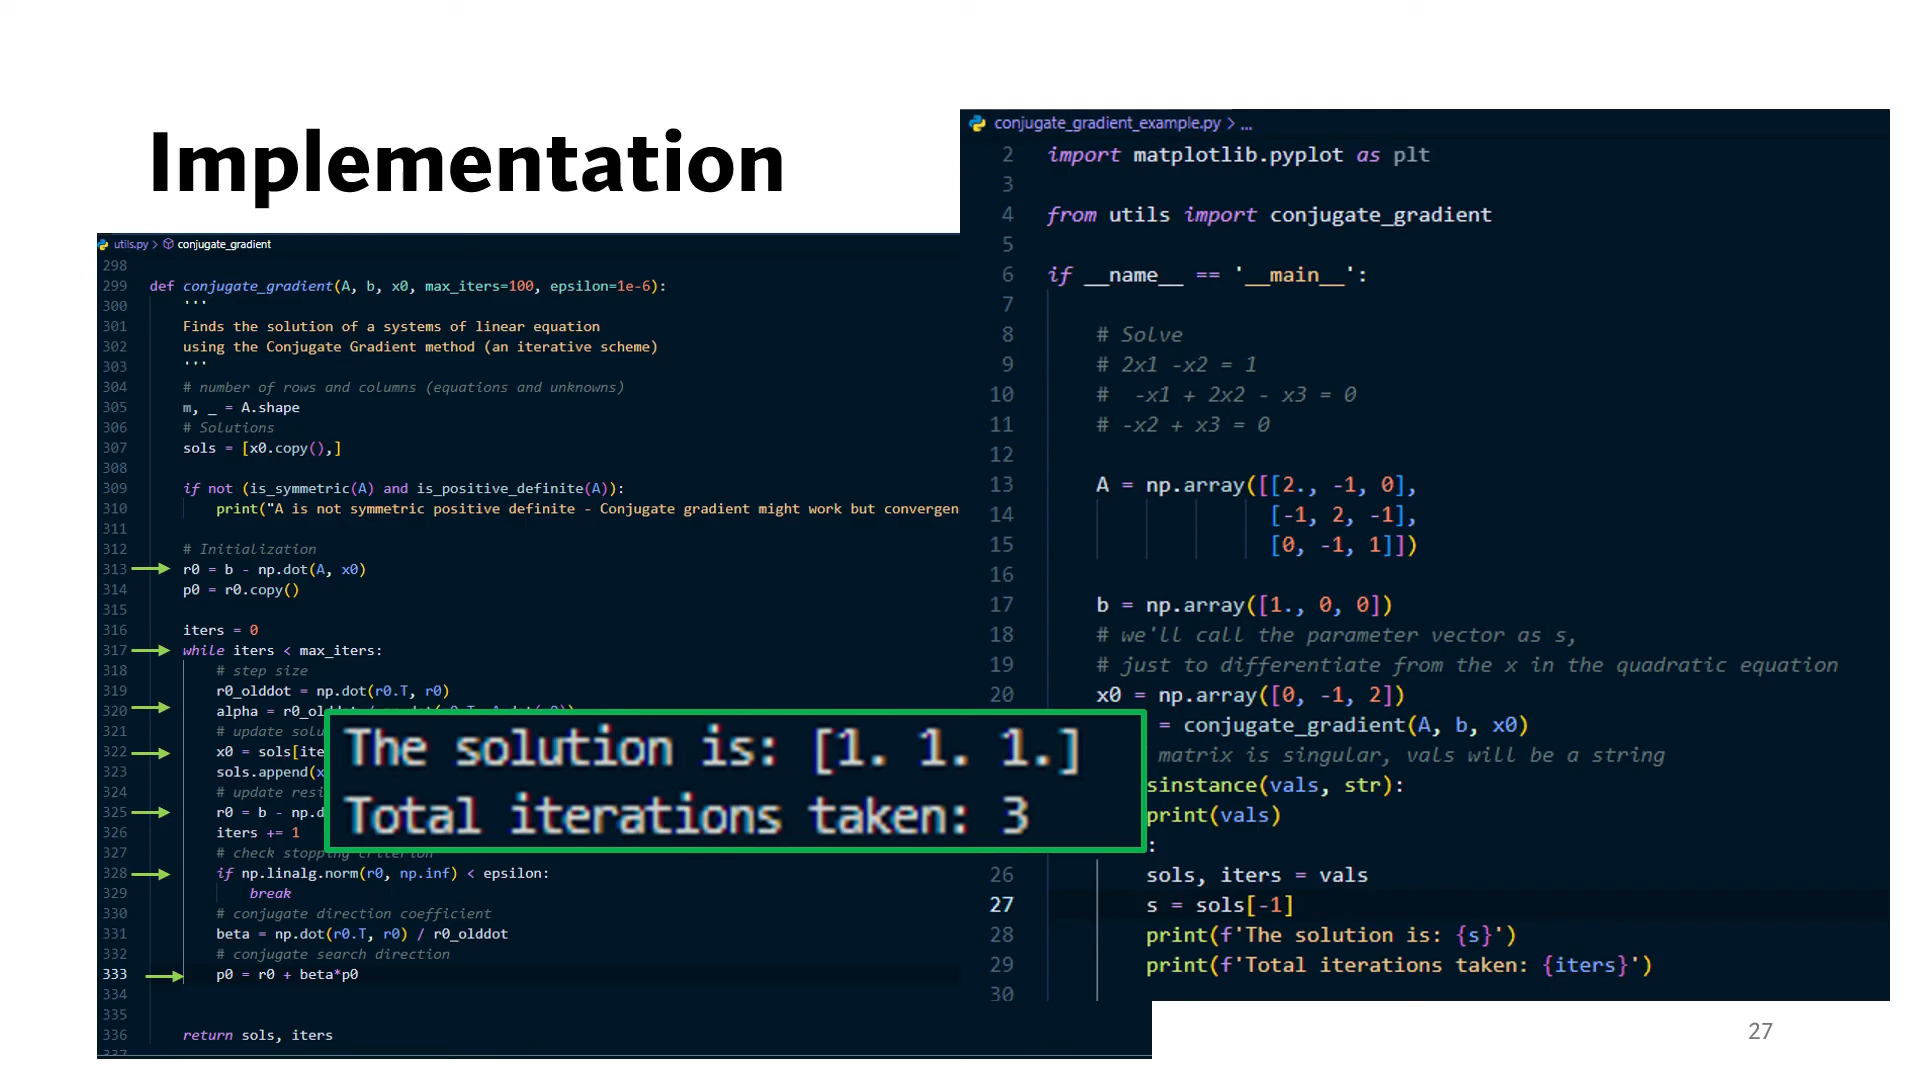 Implementation
utils.py > conjugate_gradient
298
299 def conjugate_gradient(A, b, x0, max_iters=100, epsilon=1e-6):
300 '''
301 Finds the solution of a systems of linear equation
302 using the Conjugate Gradient method (an iterative scheme)
303 '''
304 # number of rows and columns (equations and unknowns)
305 m, _ = A.shape
306 # Solutions
307 sols = [x0.copy(),]
308
309 if not (is_symmetric(A) and is_positive_definite(A)):
310 print("A is not symmetric positive definite - Conjugate gradient might work but convergen
311
312 # Initialization
313 r0 = b - np.dot(A, x0)
314 p0 = r0.copy()
315
316 iters = 0
317 while iters < max_iters:
318 # step size
319 r0_olddot = np.dot(r0.T, r0)
320 alpha = r0_old
321 # update solu
322 x0 = sols[ite
323 sols.append(x
324 # update resi
325 r0 = b - np.d
326 iters += 1
327 # check stopping criterion
328 if np.linalg.norm(r0, np.inf) < epsilon:
329 break
330 # conjugate direction coefficient
331 beta = np.dot(r0.T, r0) / r0_olddot
332 # conjugate search direction
333 p0 = r0 + beta*p0
334
335
336 return sols, iters
337
The solution is: [1. 1. 1.]
Total iterations taken: 3
conjugate_gradient_example.py > ...
2 import matplotlib.pyplot as plt
3
4 from utils import conjugate_gradient
5
6 if __name__ == '__main__':
7
8 # Solve
9 # 2x1 -x2 = 1
10 # -x1 + 2x2 - x3 = 0
11 # -x2 + x3 = 0
12
13 A = np.array([[2., -1, 0],
14 [-1, 2, -1],
15 [0, -1, 1]])
16
17 b = np.array([1., 0, 0])
18 # we'll call the parameter vector as s,
19 # just to differentiate from the x in the quadratic equation
20 x0 = np.array([0, -1, 2])
= conjugate_gradient(A, b, x0)
matrix is singular, vals will be a string
sinstance(vals, str):
print(vals)
:
26 sols, iters = vals
27 s = sols[-1]
28 print(f'The solution is: {s}')
29 print(f'Total iterations taken: {iters}')
30
27